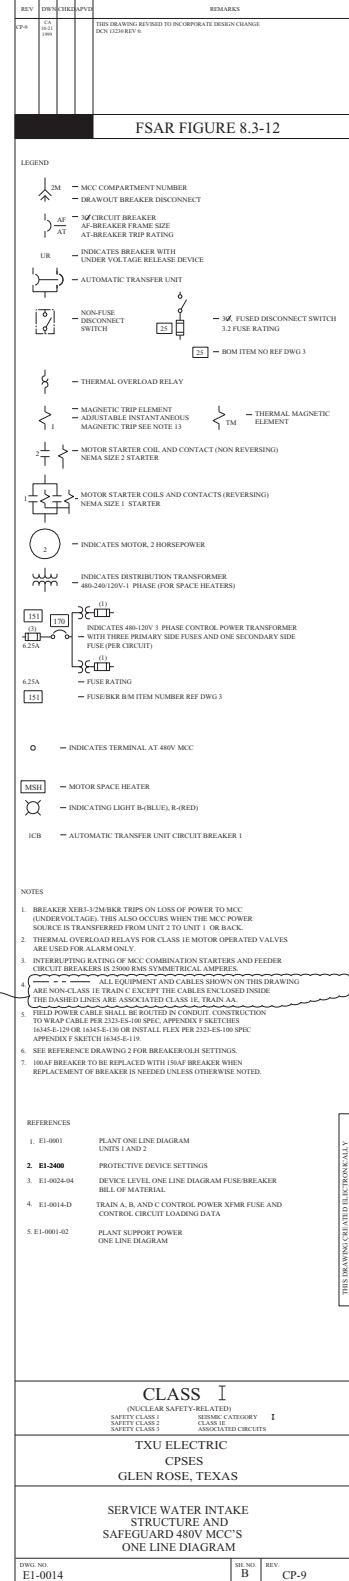 REV DWN CHKD APVD REMARKS
CP-9 CA 10-21 1999 THIS DRAWING REVISED TO INCORPORATE DESIGN CHANGE
DCN 13230 REV 0.
FSAR FIGURE 8.3-12
LEGEND
2M – MCC COMPARTMENT NUMBER
– DRAWOUT BREAKER DISCONNECT
AF – 3Ø CIRCUIT BREAKER
AF-BREAKER FRAME SIZE
AT AT-BREAKER TRIP RATING
UR – INDICATES BREAKER WITH
UNDER VOLTAGE RELEASE DEVICE
– AUTOMATIC TRANSFER UNIT
– NON-FUSE
DISCONNECT
SWITCH
25 – 3Ø, FUSED DISCONNECT SWITCH
3.2 FUSE RATING
25 – BOM ITEM NO REF DWG 3
– THERMAL OVERLOAD RELAY
1 – MAGNETIC TRIP ELEMENT
– ADJUSTABLE INSTANTANEOUS
MAGNETIC TRIP SEE NOTE 13
TM – THERMAL MAGNETIC
ELEMENT
2 – MOTOR STARTER COIL AND CONTACT (NON REVERSING)
NEMA SIZE 2 STARTER
1 – MOTOR STARTER COILS AND CONTACTS (REVERSING)
NEMA SIZE 1 STARTER
2 – INDICATES MOTOR, 2 HORSEPOWER
– INDICATES DISTRIBUTION TRANSFORMER
480-240/120V-1 PHASE (FOR SPACE HEATERS)
(1)
151 170
(3)
6.25A
INDICATES 480-120V 3 PHASE CONTROL POWER TRANSFORMER
– WITH THREE PRIMARY SIDE FUSES AND ONE SECONDARY SIDE
FUSE (PER CIRCUIT)
(1)
6.25A – FUSE RATING
151 – FUSE/BKR B/M ITEM NUMBER REF DWG 3
– INDICATES TERMINAL AT 480V MCC
MSH – MOTOR SPACE HEATER
– INDICATING LIGHT B-(BLUE), R-(RED)
1CB – AUTOMATIC TRANSFER UNIT CIRCUIT BREAKER 1
NOTES
1. BREAKER XEB3-3/2M/BKR TRIPS ON LOSS OF POWER TO MCC
(UNDERVOLTAGE). THIS ALSO OCCURS WHEN THE MCC POWER
SOURCE IS TRANSFERRED FROM UNIT 2 TO UNIT 1 OR BACK.
2. THERMAL OVERLOAD RELAYS FOR CLASS 1E MOTOR OPERATED VALVES
ARE USED FOR ALARM ONLY.
3. INTERRUPTING RATING OF MCC COMBINATION STARTERS AND FEEDER
CIRCUIT BREAKERS IS 25000 RMS SYMMETRICAL AMPERES.
4. ALL EQUIPMENT AND CABLES SHOWN ON THIS DRAWING
ARE NON-CLASS 1E TRAIN C EXCEPT THE CABLES ENCLOSED INSIDE
THE DASHED LINES ARE ASSOCIATED CLASS 1E, TRAIN AA.
5. FIELD POWER CABLE SHALL BE ROUTED IN CONDUIT. CONSTRUCTION
TO WRAP CABLE PER 2323-ES-100 SPEC, APPENDIX F SKETCHES
16345-E-129 OR 16345-E-130 OR INSTALL FLEX PER 2323-ES-100 SPEC
APPENDIX F SKETCH 16345-E-119.
6. SEE REFERENCE DRAWING 2 FOR BREAKER/OLH SETTINGS.
7. 100AF BREAKER TO BE REPLACED WITH 150AF BREAKER WHEN
REPLACEMENT OF BREAKER IS NEEDED UNLESS OTHERWISE NOTED.
REFERENCES
1. E1-0001 PLANT ONE LINE DIAGRAM
UNITS 1 AND 2
2. E1-2400 PROTECTIVE DEVICE SETTINGS
3. E1-0024-04 DEVICE LEVEL ONE LINE DIAGRAM FUSE/BREAKER
BILL OF MATERIAL
4. E1-0014-D TRAIN A, B, AND C CONTROL POWER XFMR FUSE AND
CONTROL CIRCUIT LOADING DATA
5. E1-0001-02 PLANT SUPPORT POWER
ONE LINE DIAGRAM
THIS DRAWING CREATED ELECTRONICALLY
CLASS I
(NUCLEAR SAFETY-RELATED)
SAFETY CLASS 1 SEISMIC CATEGORY I
SAFETY CLASS 2 CLASS 1E
SAFETY CLASS 3 ASSOCIATED CIRCUITS
TXU ELECTRIC
CPSES
GLEN ROSE, TEXAS
SERVICE WATER INTAKE
STRUCTURE AND
SAFEGUARD 480V MCC'S
ONE LINE DIAGRAM
DWG. NO. SH. NO. REV.
E1-0014 B CP-9